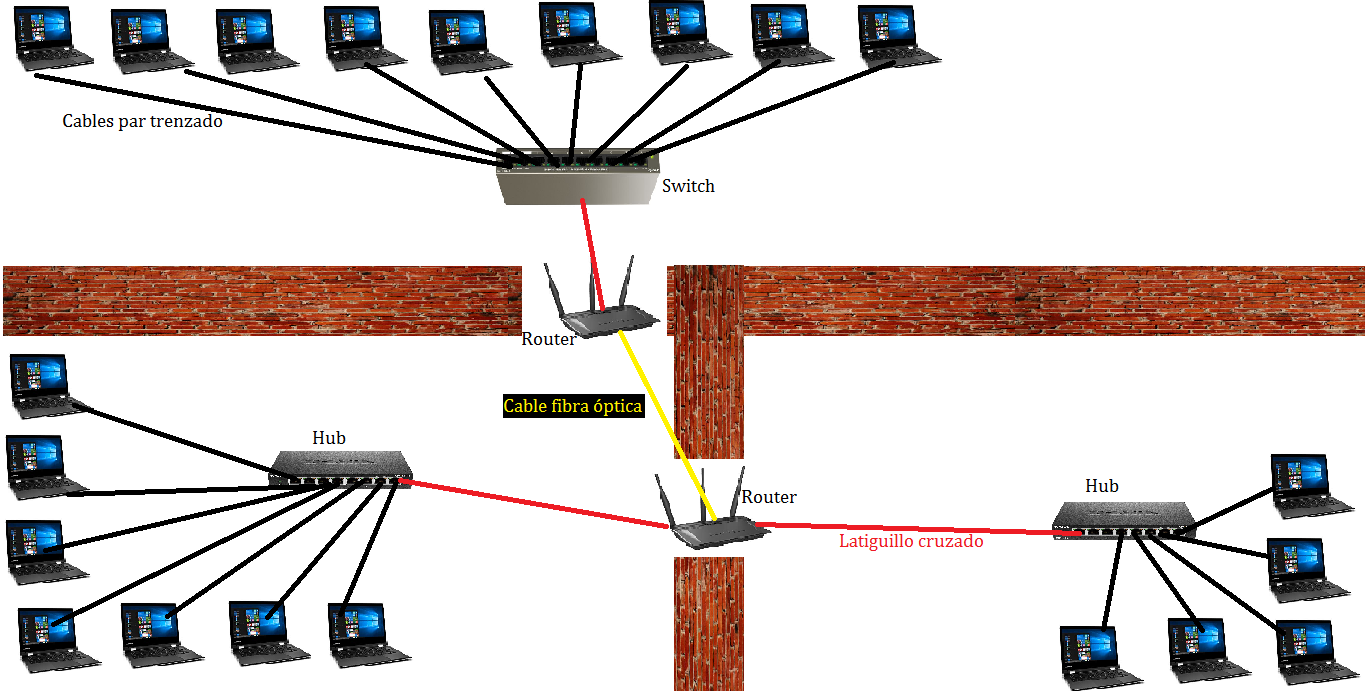 Cables par trenzado
Switch
Router
Cable fibra óptica
Hub
Router
Hub
Latiguillo cruzado